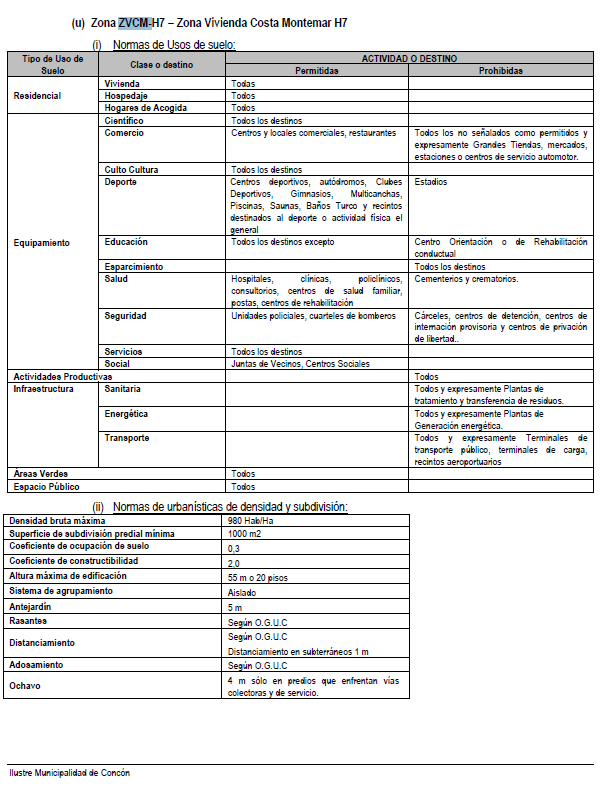 (u) Zona ZVCM-H7 – Zona Vivienda Costa Montemar H7
(i) Normas de Usos de suelo:
Tipo de Uso de Suelo | Clase o destino | ACTIVIDAD O DESTINO
Permitidas | Prohibidas
Residencial | Vivienda | Todas
Hospedaje | Todos
Hogares de Acogida | Todos
Equipamiento | Científico | Todos los destinos
Comercio | Centros y locales comerciales, restaurantes | Todos los no señalados como permitidos y
expresamente Grandes Tiendas, mercados,
estaciones o centros de servicio automotor.
Culto Cultura | Todos los destinos
Deporte | Centros deportivos, autódromos, Clubes | Estadios
Deportivos, Gimnasios, Multicanchas,
Piscinas, Saunas, Baños Turco y recintos
destinados al deporte o actividad física el
general
Educación | Todos los destinos excepto | Centro Orientación o de Rehabilitación
conductual
Esparcimiento | Todos los destinos
Salud | Hospitales, clínicas, policlínicos, | Cementerios y crematorios.
consultorios, centros de salud familiar,
postas, centros de rehabilitación
Seguridad | Unidades policiales, cuarteles de bomberos | Cárceles, centros de detención, centros de
internación provisoria y centros de privación
de libertad..
Servicios | Todos los destinos
Social | Juntas de Vecinos, Centros Sociales
Actividades Productivas | Todos
Infraestructura | Sanitaria | Todos y expresamente Plantas de
tratamiento y transferencia de residuos.
Energética | Todos y expresamente Plantas de
Generación energética.
Transporte | Todos y expresamente Terminales de
transporte público, terminales de carga,
recintos aeroportuarios
Áreas Verdes | Todos
Espacio Público | Todos
(ii) Normas de urbanísticas de densidad y subdivisión:
Densidad bruta máxima | 980 Hab/Ha
Superficie de subdivisión predial mínima | 1000 m2
Coeficiente de ocupación de suelo | 0,3
Coeficiente de constructibilidad | 2,0
Altura máxima de edificación | 55 m o 20 pisos
Sistema de agrupamiento | Aislado
Antejardín | 5 m
Rasantes | Según O.G.U.C
Distanciamiento | Según O.G.U.C
Distanciamiento en subterráneos 1 m
Adosamiento | Según O.G.U.C
Ochavo | 4 m sólo en predios que enfrentan vías
colectoras y de servicio.
Ilustre Municipalidad de Concón